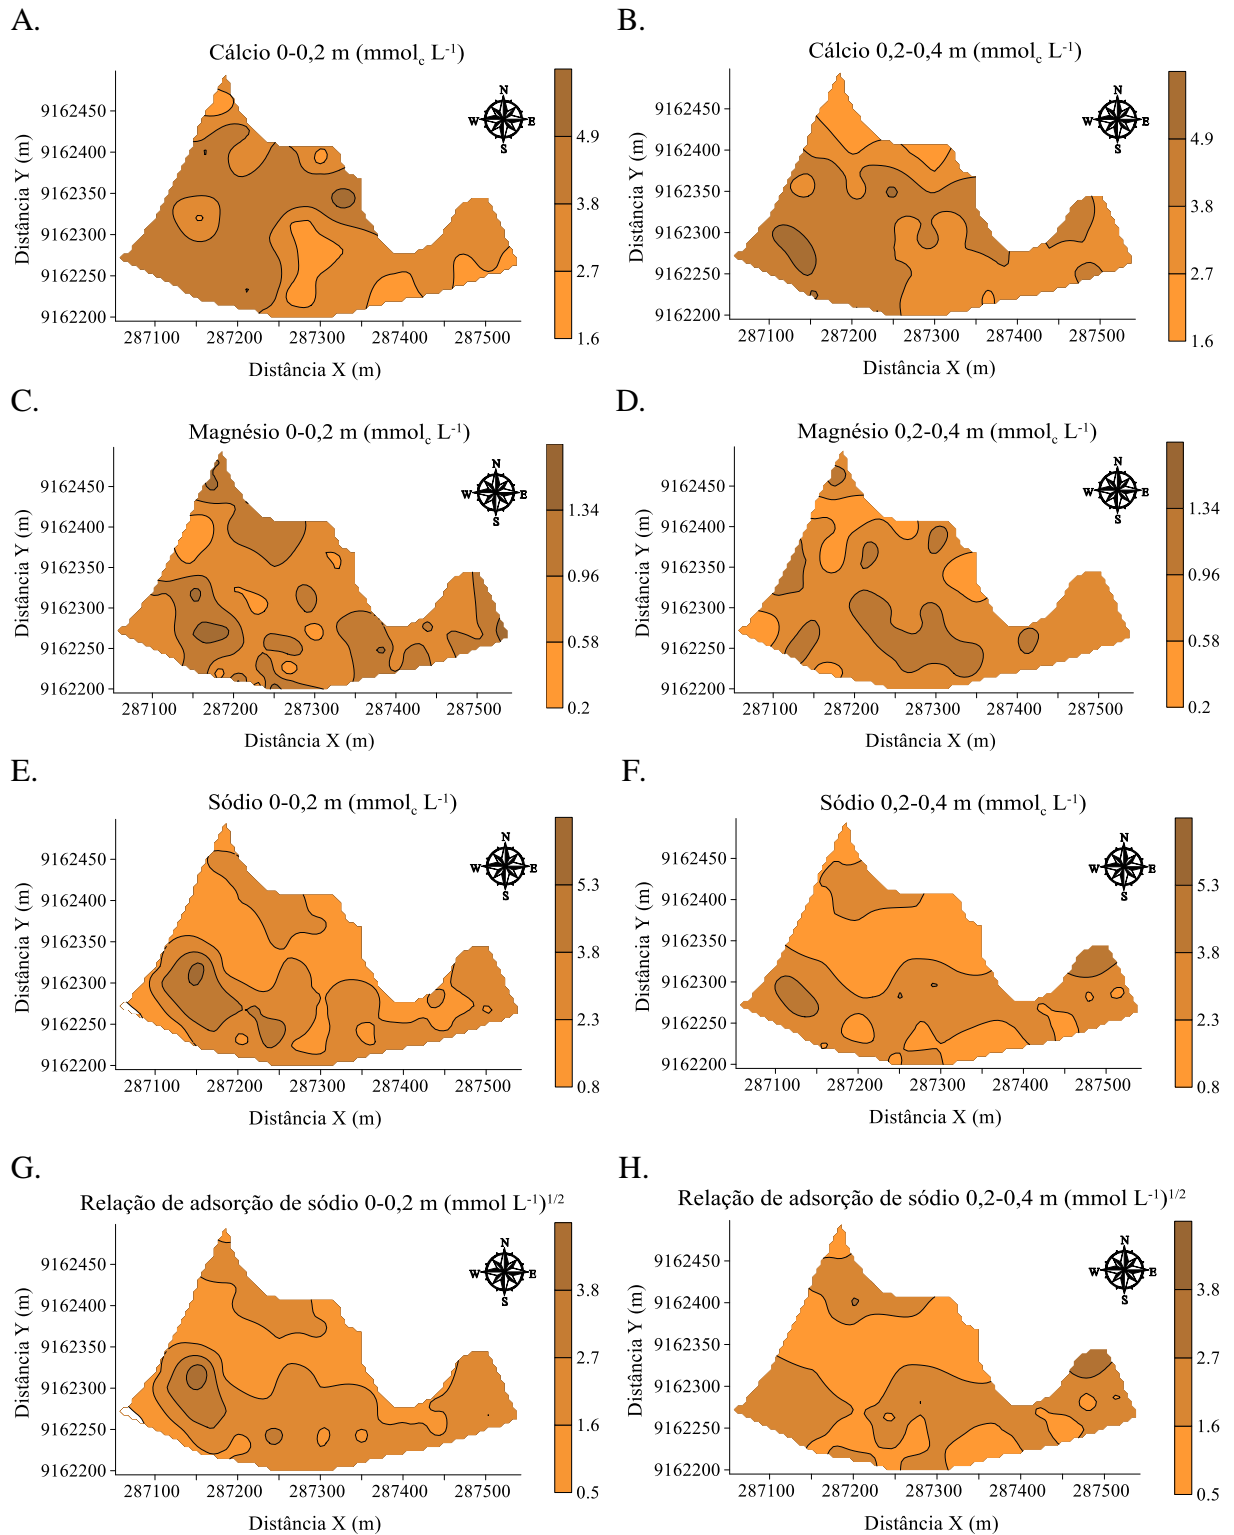 A.
Cálcio 0-0,2 m (mmolc L-1)
N
W E
S
Distância Y (m)
9162450
9162400
9162350
9162300
9162250
9162200
287100 287200 287300 287400 287500
Distância X (m)
4.9
3.8
2.7
1.6
B.
Cálcio 0,2-0,4 m (mmolc L-1)
N
W E
S
Distância Y (m)
9162450
9162400
9162350
9162300
9162250
9162200
287100 287200 287300 287400 287500
Distância X (m)
4.9
3.8
2.7
1.6
C.
Magnésio 0-0,2 m (mmolc L-1)
N
W E
S
Distância Y (m)
9162450
9162400
9162350
9162300
9162250
9162200
287100 287200 287300 287400 287500
Distância X (m)
1.34
0.96
0.58
0.2
D.
Magnésio 0,2-0,4 m (mmolc L-1)
N
W E
S
Distância Y (m)
9162450
9162400
9162350
9162300
9162250
9162200
287100 287200 287300 287400 287500
Distância X (m)
1.34
0.96
0.58
0.2
E.
Sódio 0-0,2 m (mmolc L-1)
N
W E
S
Distância Y (m)
9162450
9162400
9162350
9162300
9162250
9162200
287100 287200 287300 287400 287500
Distância X (m)
5.3
3.8
2.3
0.8
F.
Sódio 0,2-0,4 m (mmolc L-1)
N
W E
S
Distância Y (m)
9162450
9162400
9162350
9162300
9162250
9162200
287100 287200 287300 287400 287500
Distância X (m)
5.3
3.8
2.3
0.8
G.
Relação de adsorção de sódio 0-0,2 m (mmol L-1)1/2
N
W E
S
Distância Y (m)
9162450
9162400
9162350
9162300
9162250
9162200
287100 287200 287300 287400 287500
Distância X (m)
3.8
2.7
1.6
0.5
H.
Relação de adsorção de sódio 0,2-0,4 m (mmol L-1)1/2
N
W E
S
Distância Y (m)
9162450
9162400
9162350
9162300
9162250
9162200
287100 287200 287300 287400 287500
Distância X (m)
3.8
2.7
1.6
0.5